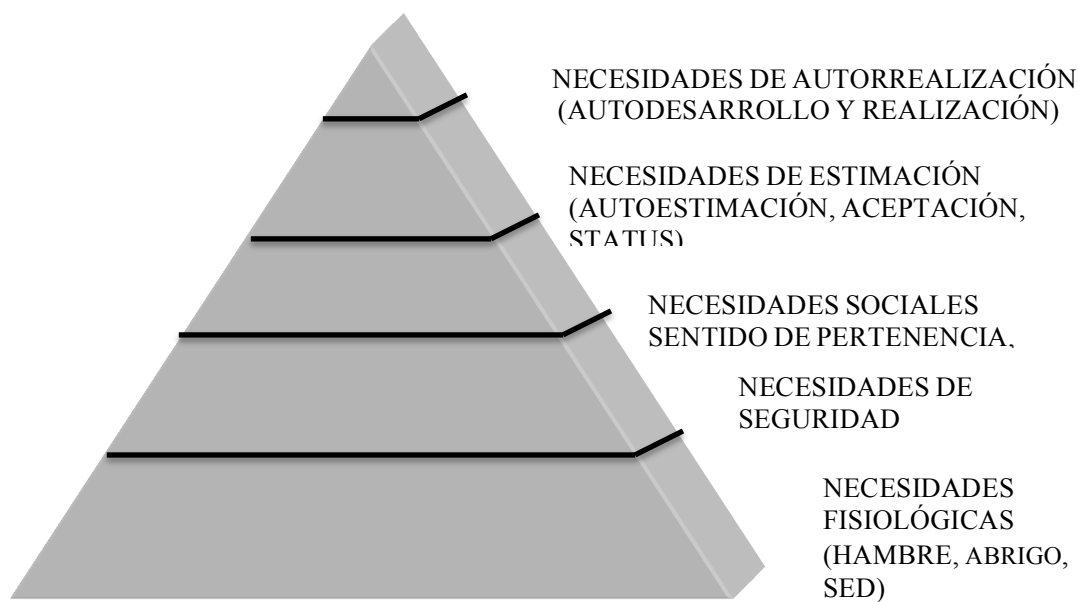 NECESIDADES DE AUTORREALIZACIÓN
(AUTODESARROLLO Y REALIZACIÓN)
NECESIDADES DE ESTIMACIÓN
(AUTOESTIMACIÓN, ACEPTACIÓN,
STATUS)
NECESIDADES SOCIALES
SENTIDO DE PERTENENCIA,
NECESIDADES DE
SEGURIDAD
NECESIDADES
FISIOLÓGICAS
(HAMBRE, ABRIGO,
SED)